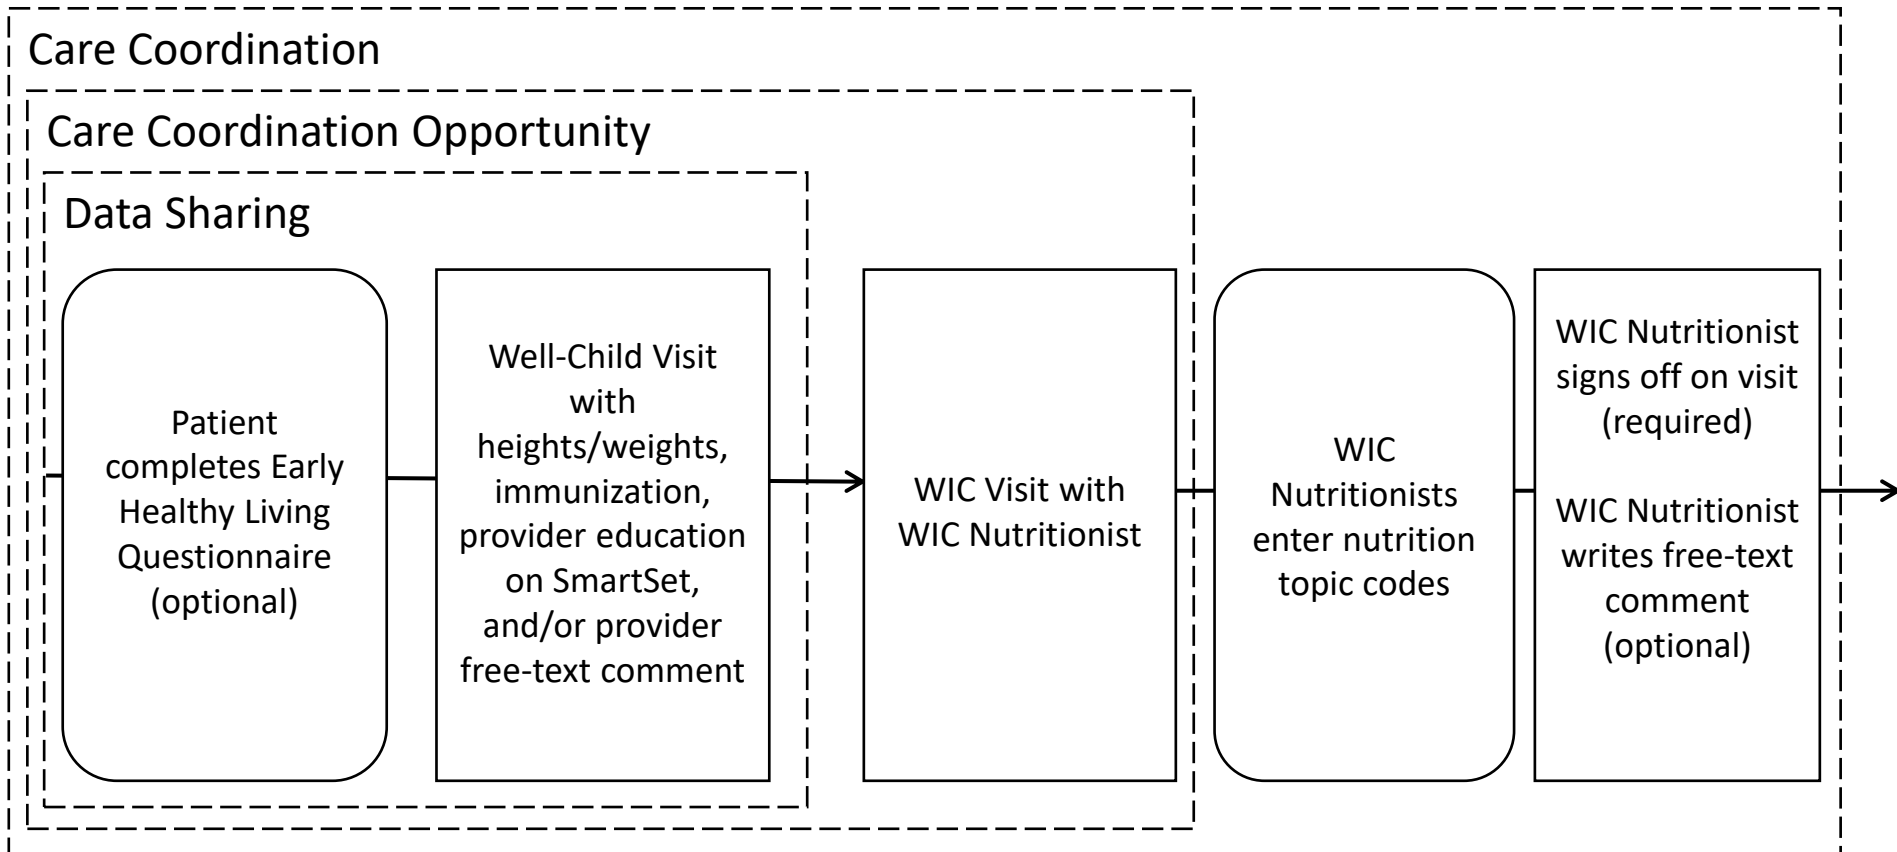 Care Coordination
Care Coordination Opportunity
Data Sharing
Patient
completes Early
Healthy Living
Questionnaire
(optional)
Well-Child Visit
with
heights/weights,
immunization,
provider education
on SmartSet,
and/or provider
free-text comment
WIC Visit with
WIC Nutritionist
WIC
Nutritionists
enter nutrition
topic codes
WIC Nutritionist
signs off on visit
(required)
WIC Nutritionist
writes free-text
comment
(optional)